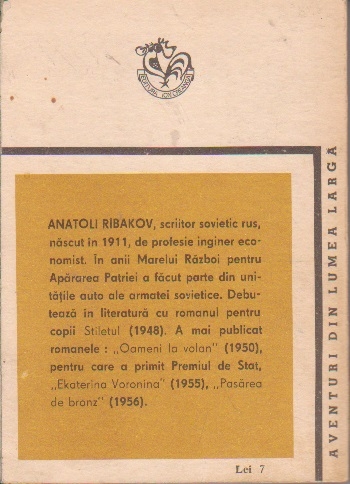 EDITURA ION CREANGĂ
ANATOLI RIBAKOV, scriitor sovietic rus,
născut în 1911, de profesie inginer eco-
nomist. În anii Marelui Război pentru
Apărarea Patriei a făcut parte din uni-
tățile auto ale armatei sovietice. Debu-
tează în literatură cu romanul pentru
copii Stiletul (1948). A mai publicat
romanele : „Oameni la volan” (1950),
pentru care a primit Premiul de Stat,
„Ekaterina Voronina” (1955), „Pasărea
de bronz” (1956).
Lei 7
AVENTURI DIN LUMEA LARGĂ